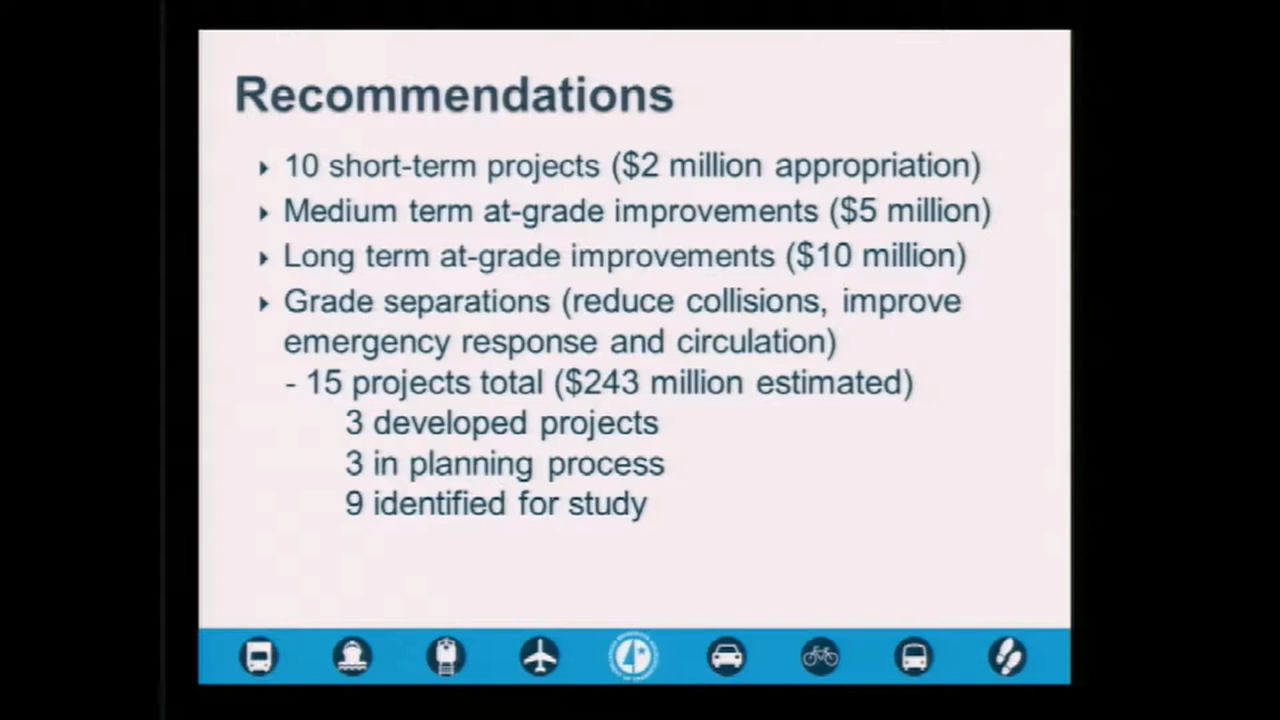 Recommendations
10 short-term projects ($2 million appropriation)
Medium term at-grade improvements ($5 million)
Long term at-grade improvements ($10 million)
Grade separations (reduce collisions, improve
emergency response and circulation)
- 15 projects total ($243 million estimated)
3 developed projects
3 in planning process
9 identified for study